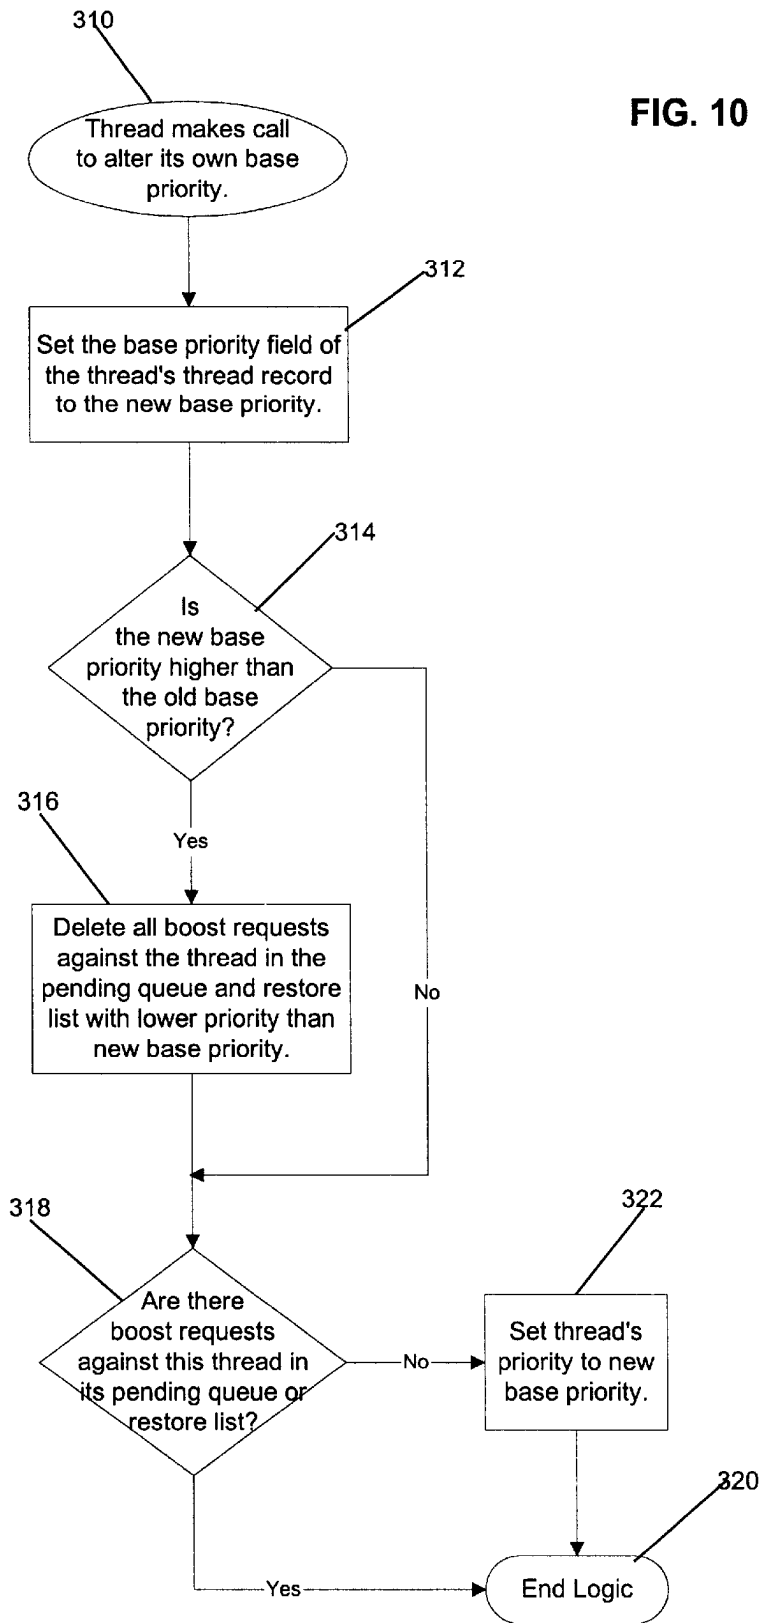 310
FIG. 10
Thread makes call
to alter its own base
priority.
312
Set the base priority field of
the thread's thread record
to the new base priority.
314
Is
the new base
priority higher than
the old base
priority?
316
Yes
Delete all boost requests
against the thread in the
pending queue and restore
list with lower priority than
new base priority.
No
318
322
Are there
boost requests
against this thread in
its pending queue or
restore list?
No
Set thread's
priority to new
base priority.
320
Yes
End Logic